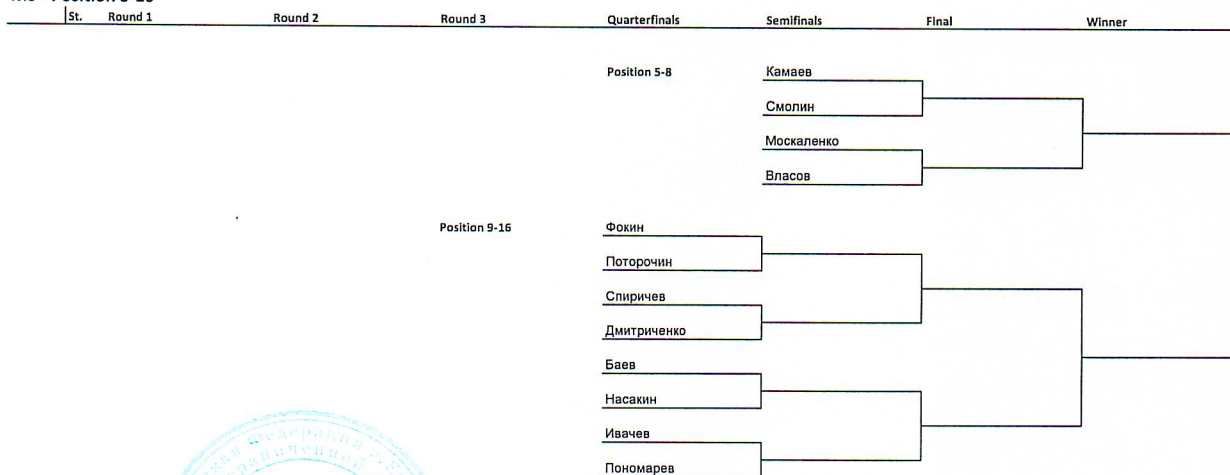 St. Round 1 Round 2 Round 3 Quarterfinals Semifinals Final Winner
Position 5-8 Камаев
Смолин
Москаленко
Власов
Position 9-16 Фокин
Поторочин
Спиричев
Дмитриченко
Баев
Насакин
Ивачев
Пономарев